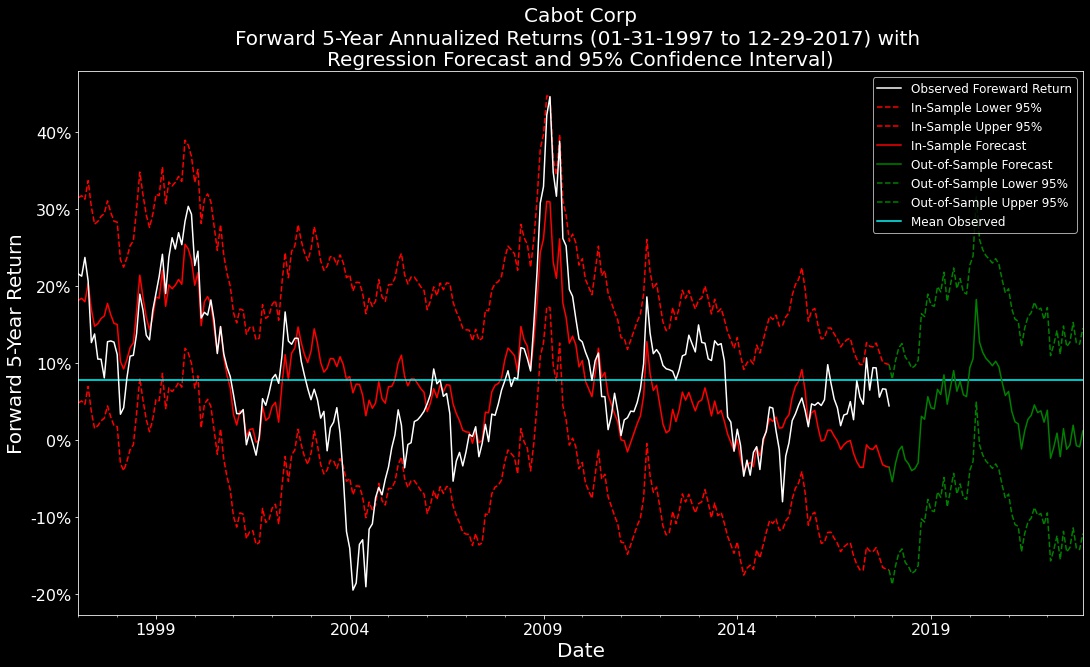 Cabot Corp
Forward 5-Year Annualized Returns (01-31-1997 to 12-29-2017) with
Regression Forecast and 95% Confidence Interval)
Observed Foreward Return
In-Sample Lower 95%
In-Sample Upper 95%
In-Sample Forecast
Out-of-Sample Forecast
Out-of-Sample Lower 95%
Out-of-Sample Upper 95%
Mean Observed
Forward 5-Year Return
40%
30%
20%
10%
0%
-10%
-20%
1999
2004
2009
2014
2019
Date